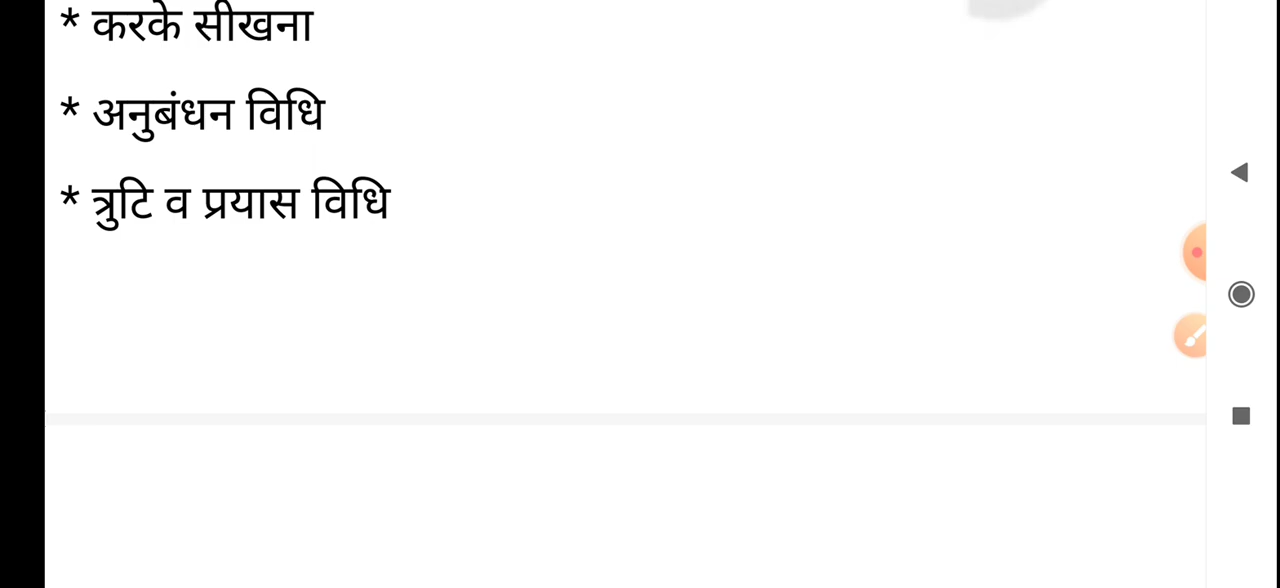 * करके सीखना
* अनुबंधन विधि
* त्रुटि व प्रयास विधि